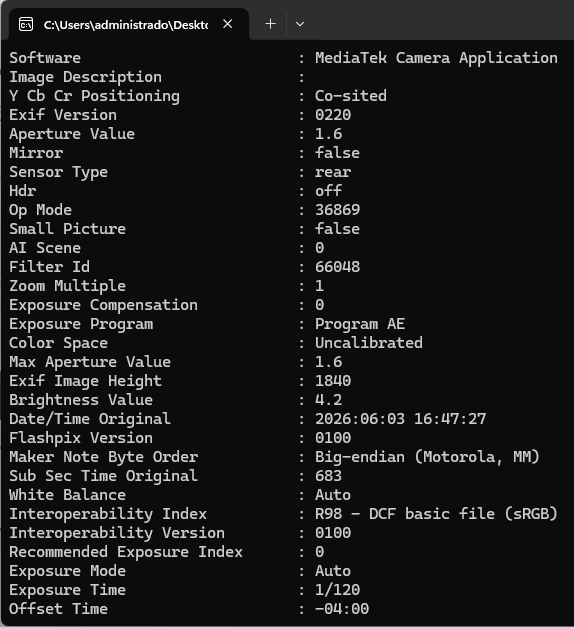 C:\Users\administrado\Deskt
Software : MediaTek Camera Application
Image Description :
Y Cb Cr Positioning : Co-sited
Exif Version : 0220
Aperture Value : 1.6
Mirror : false
Sensor Type : rear
Hdr : off
Op Mode : 36869
Small Picture : false
AI Scene : 0
Filter Id : 66048
Zoom Multiple : 1
Exposure Compensation : 0
Exposure Program : Program AE
Color Space : Uncalibrated
Max Aperture Value : 1.6
Exif Image Height : 1840
Brightness Value : 4.2
Date/Time Original : 2026:06:03 16:47:27
Flashpix Version : 0100
Maker Note Byte Order : Big-endian (Motorola, MM)
Sub Sec Time Original : 683
White Balance : Auto
Interoperability Index : R98 - DCF basic file (sRGB)
Interoperability Version : 0100
Recommended Exposure Index : 0
Exposure Mode : Auto
Exposure Time : 1/120
Offset Time : -04:00